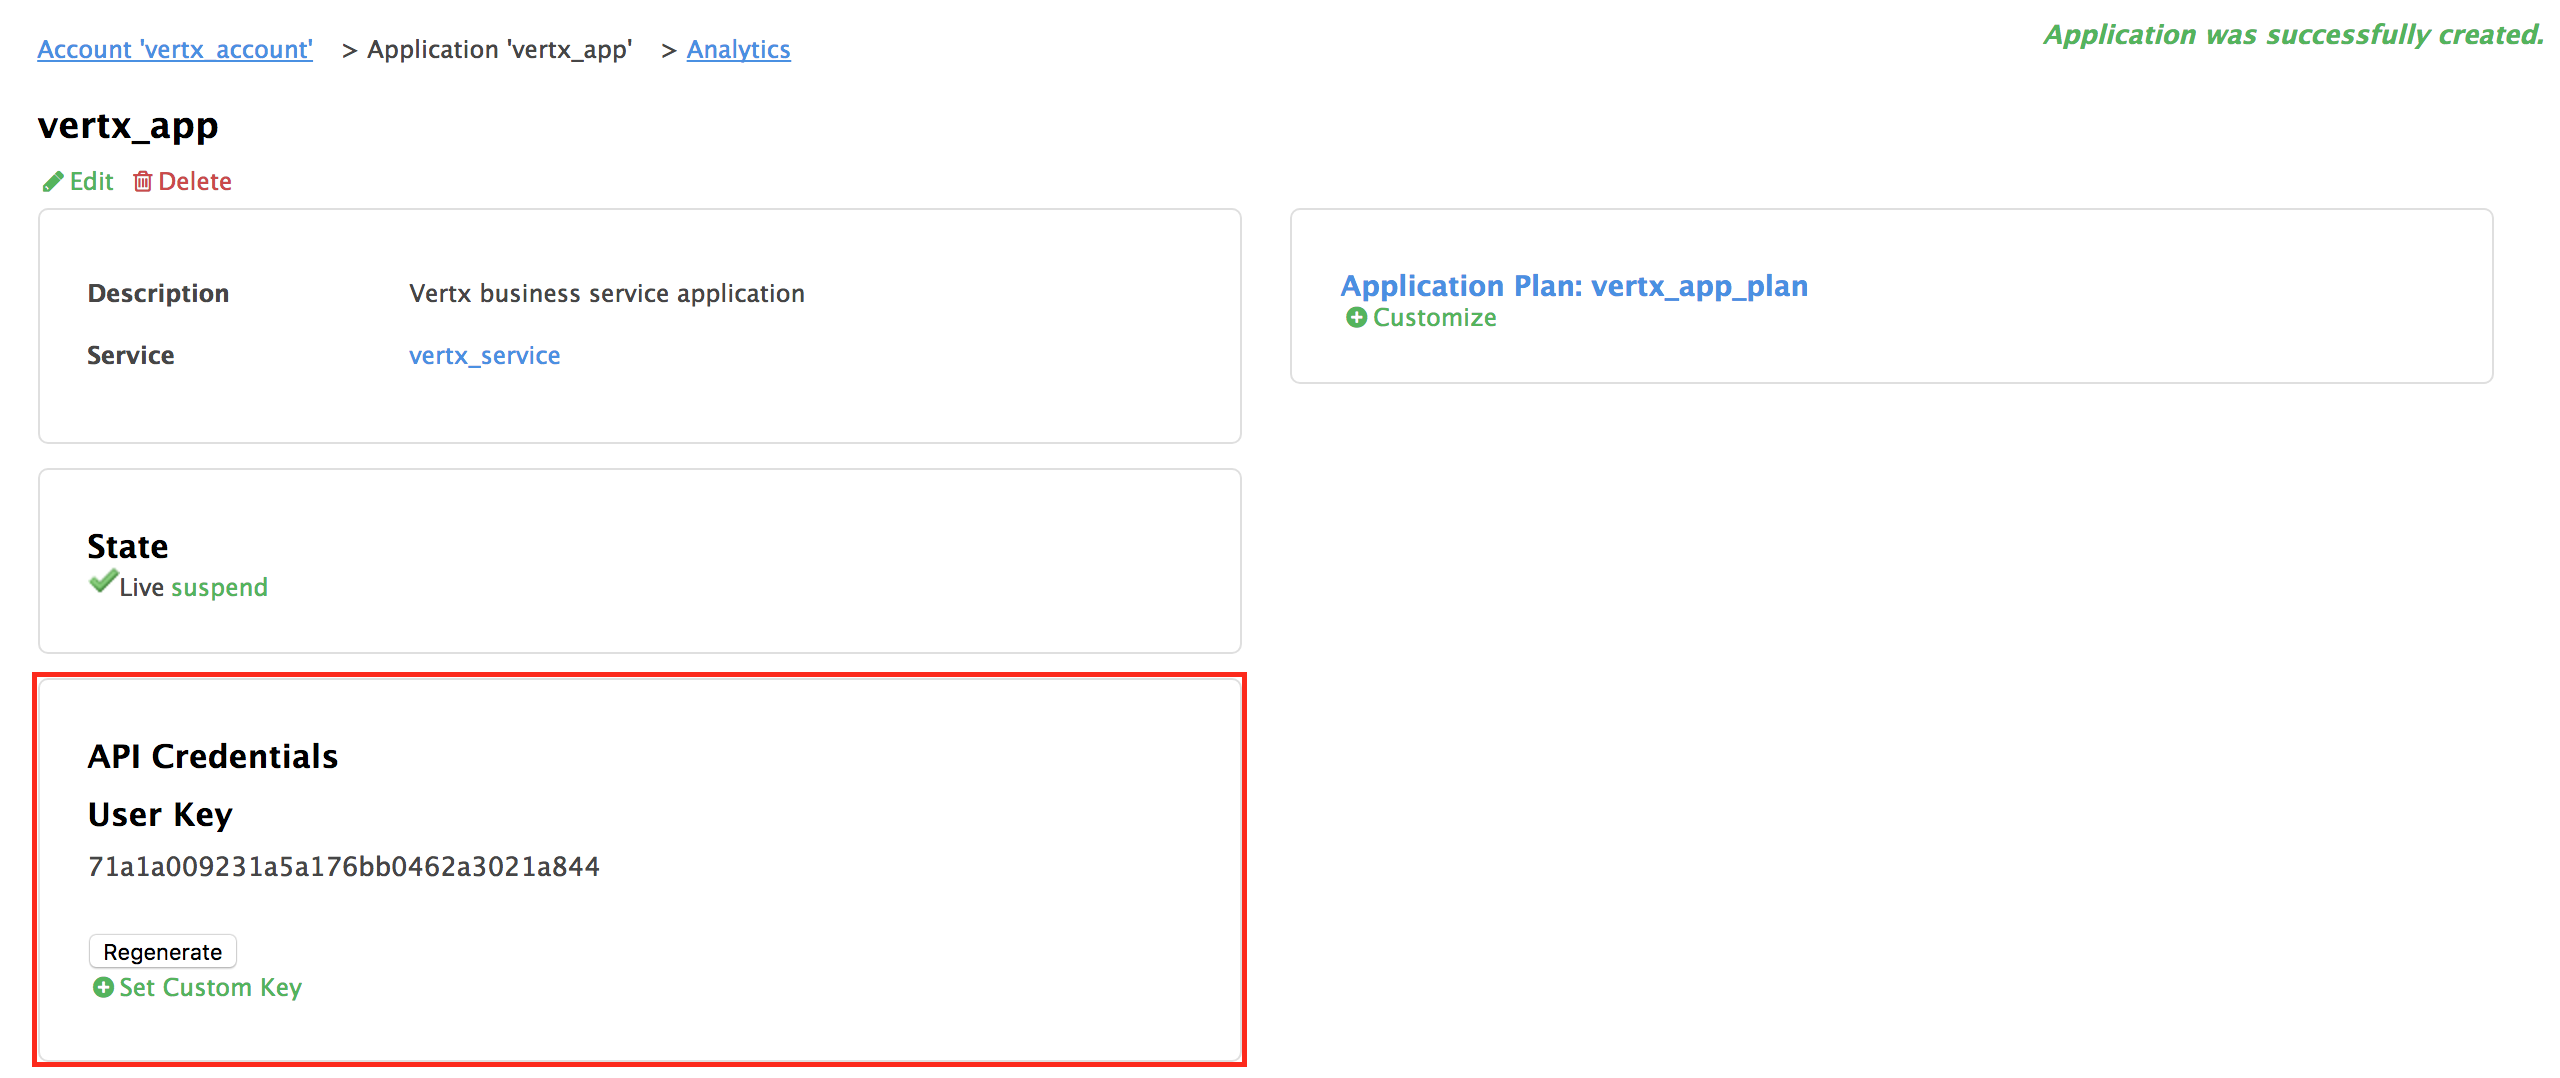 Account 'vertx_account' > Application 'vertx_app' > Analytics
Application was successfully created.
vertx_app
Edit Delete
Description Vertx business service application
Service vertx_service
Application Plan: vertx_app_plan
Customize
State
Live suspend
API Credentials
User Key
71a1a009231a5a176bb0462a3021a844
Regenerate
Set Custom Key